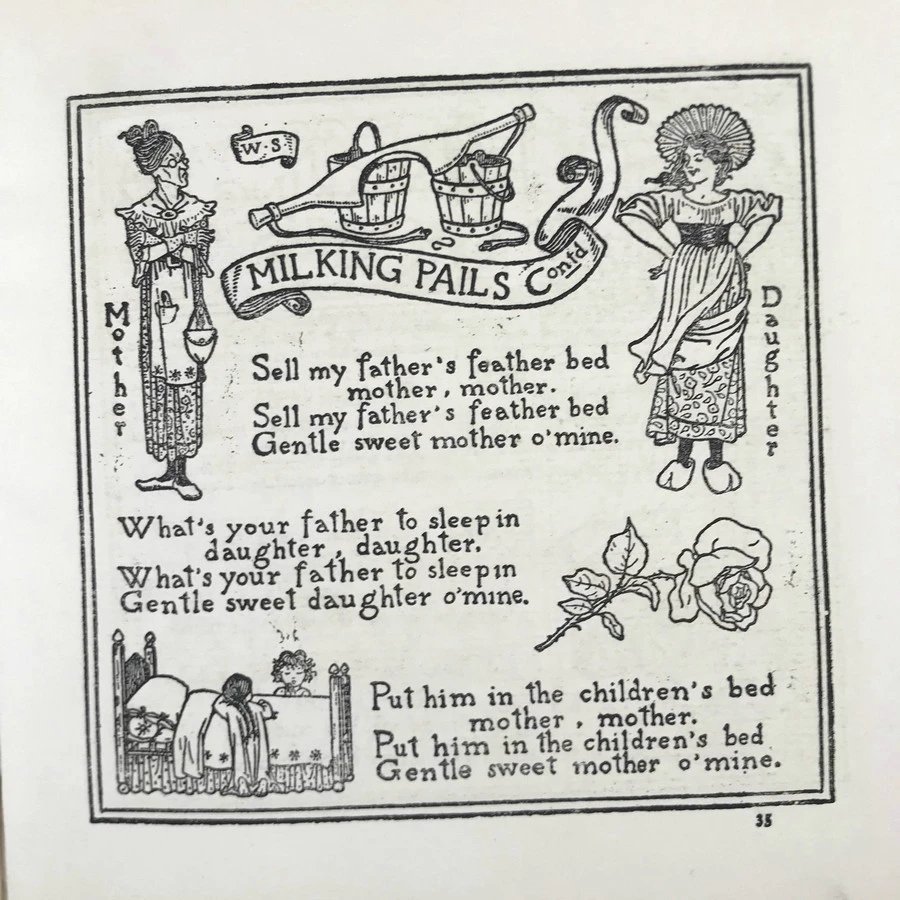 W·S·
MILKING PAILS Contd
Mother
Daughter
Sell my father's feather bed
mother, mother.
Sell my father's feather bed
Gentle sweet mother o'mine.
What's your father to sleep in
daughter, daughter.
What's your father to sleep in
Gentle sweet daughter o'mine.
Put him in the children's bed
mother, mother.
Put him in the children's bed
Gentle sweet mother o'mine.
35